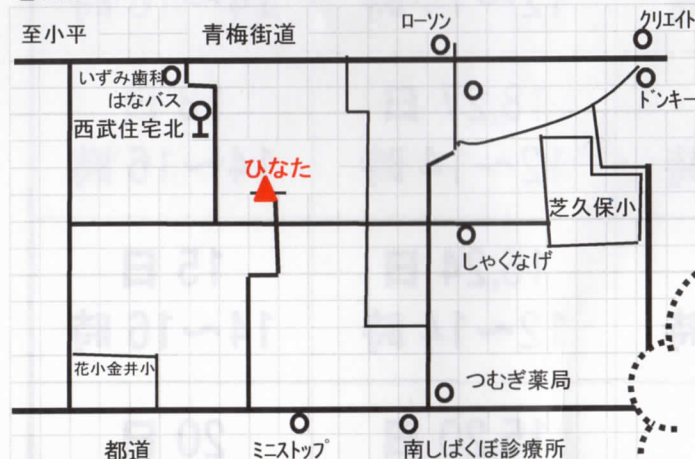 至小平
青梅街道
ローソン
クリエイト
いずみ歯科
ドンキー
はなバス
西武住宅北
ひなた
芝久保小
しゃくなげ
花小金井小
つむぎ薬局
都道
ミニストップ
南しばくぼ診療所